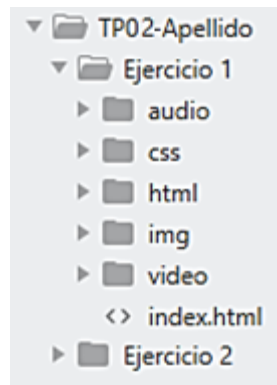 TP02-Apellido
Ejercicio 1
audio
css
html
img
video
<> index.html
Ejercicio 2